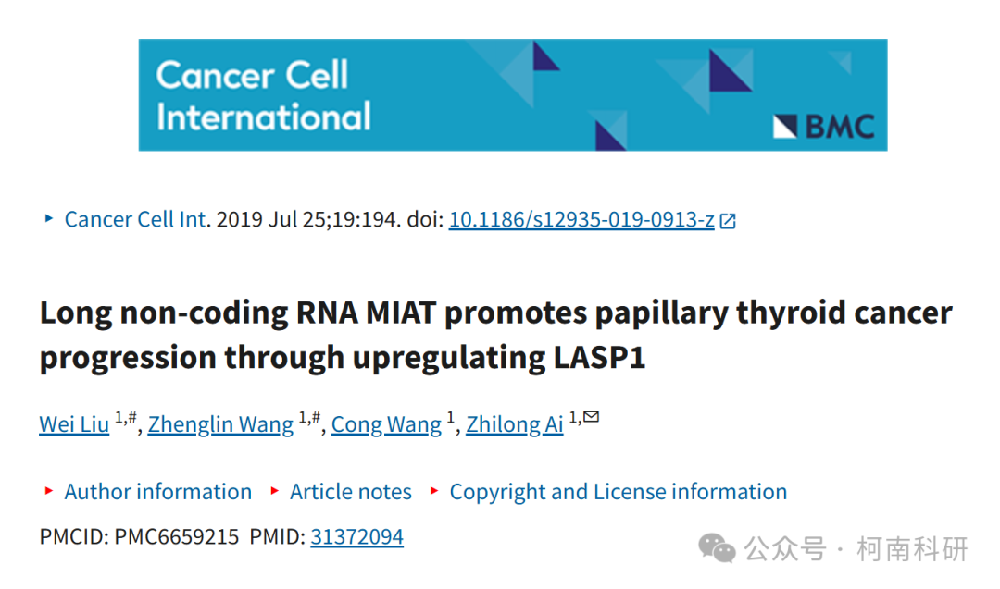 Cancer Cell
International
BMC
Cancer Cell Int. 2019 Jul 25;19:194. doi: 10.1186/s12935-019-0913-z
Long non-coding RNA MIAT promotes papillary thyroid cancer
progression through upregulating LASP1
Wei Liu 1,#, Zhenglin Wang 1,#, Cong Wang 1, Zhilong Ai 1,✉
Author information Article notes Copyright and License information
PMCID: PMC6659215 PMID: 31372094
公众号 · 柯南科研